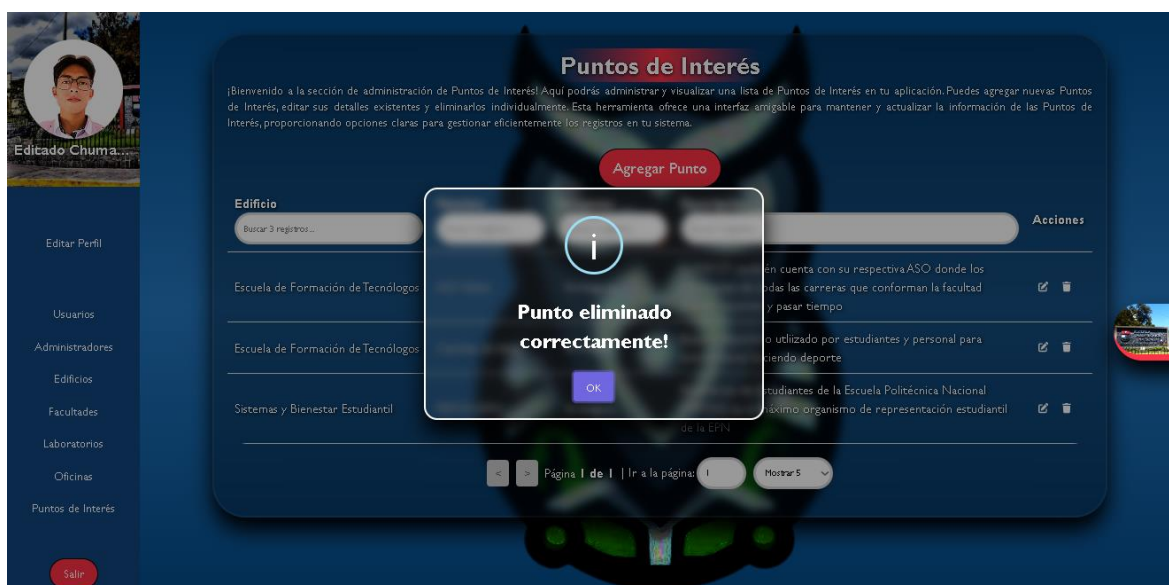 Editado Chuma...
Editar Perfil
Usuarios
Administradores
Edificios
Facultades
Laboratorios
Oficinas
Puntos de Interés
Salir
Puntos de Interés
¡Bienvenido a la sección de administración de Puntos de Interés! Aquí podrás administrar y visualizar una lista de Puntos de Interés en tu aplicación. Puedes agregar nuevas Puntos
de Interés, editar sus detalles existentes y eliminarlos individualmente. Esta herramienta ofrece una interfaz amigable para mantener y actualizar la información de las Puntos de
Interés, proporcionando opciones claras para gestionar eficientemente los registros en tu sistema.
Agregar Punto
Edificio
Acciones
Buscar 3 registros...
én cuenta con su respectiva ASO donde los
Escuela de Formación de Tecnólogos
das las carreras que conforman la facultad
y pasar tiempo
Escuela de Formación de Tecnólogos
o utliizado por estudiantes y personal para
ciendo deporte
studiantes de la Escuela Politécnica Nacional
Sistemas y Bienestar Estudiantil
máximo organismo de representación estudiantil
de la EPN
Punto eliminado
correctamente!
OK
< > Página 1 de 1 | Ir a la página: 1 Mostrar 5